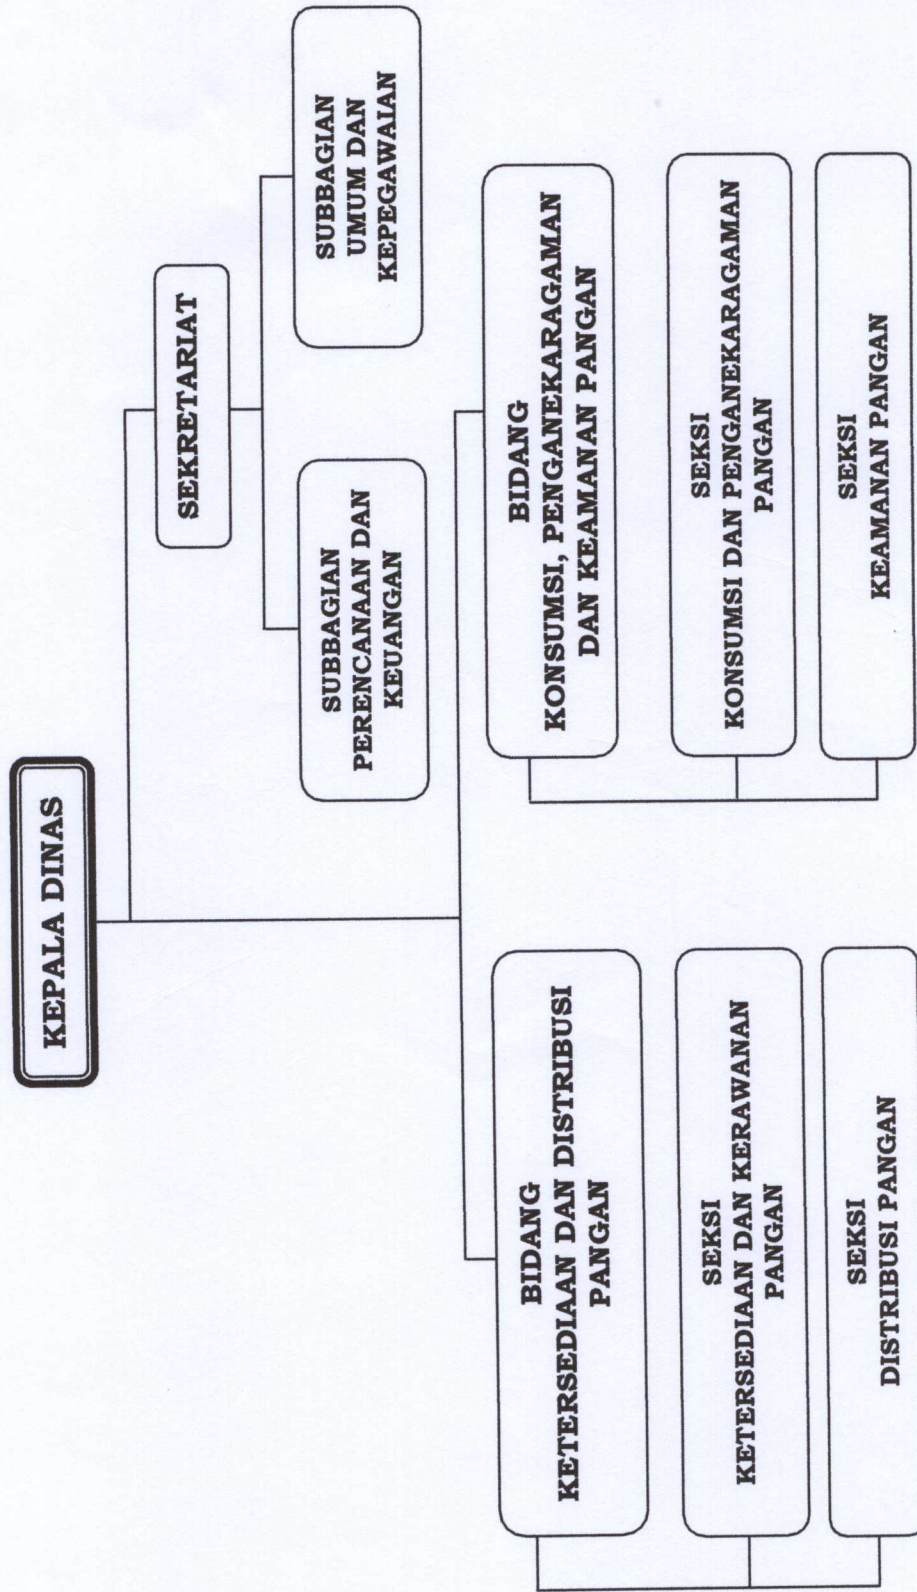 KEPALA DINAS
SEKRETARIAT
SUBBAGIAN
PERENCANAAN DAN
KEUANGAN
SUBBAGIAN
UMUM DAN
KEPEGAWAIAN
BIDANG
KETERSEDIAAN DAN DISTRIBUSI
PANGAN
SEKSI
KETERSEDIAAN DAN KERAWANAN
PANGAN
SEKSI
DISTRIBUSI PANGAN
BIDANG
KONSUMSI, PENGANEKARAGAMAN
DAN KEAMANAN PANGAN
SEKSI
KONSUMSI DAN PENGANEKARAGAMAN
PANGAN
SEKSI
KEAMANAN PANGAN